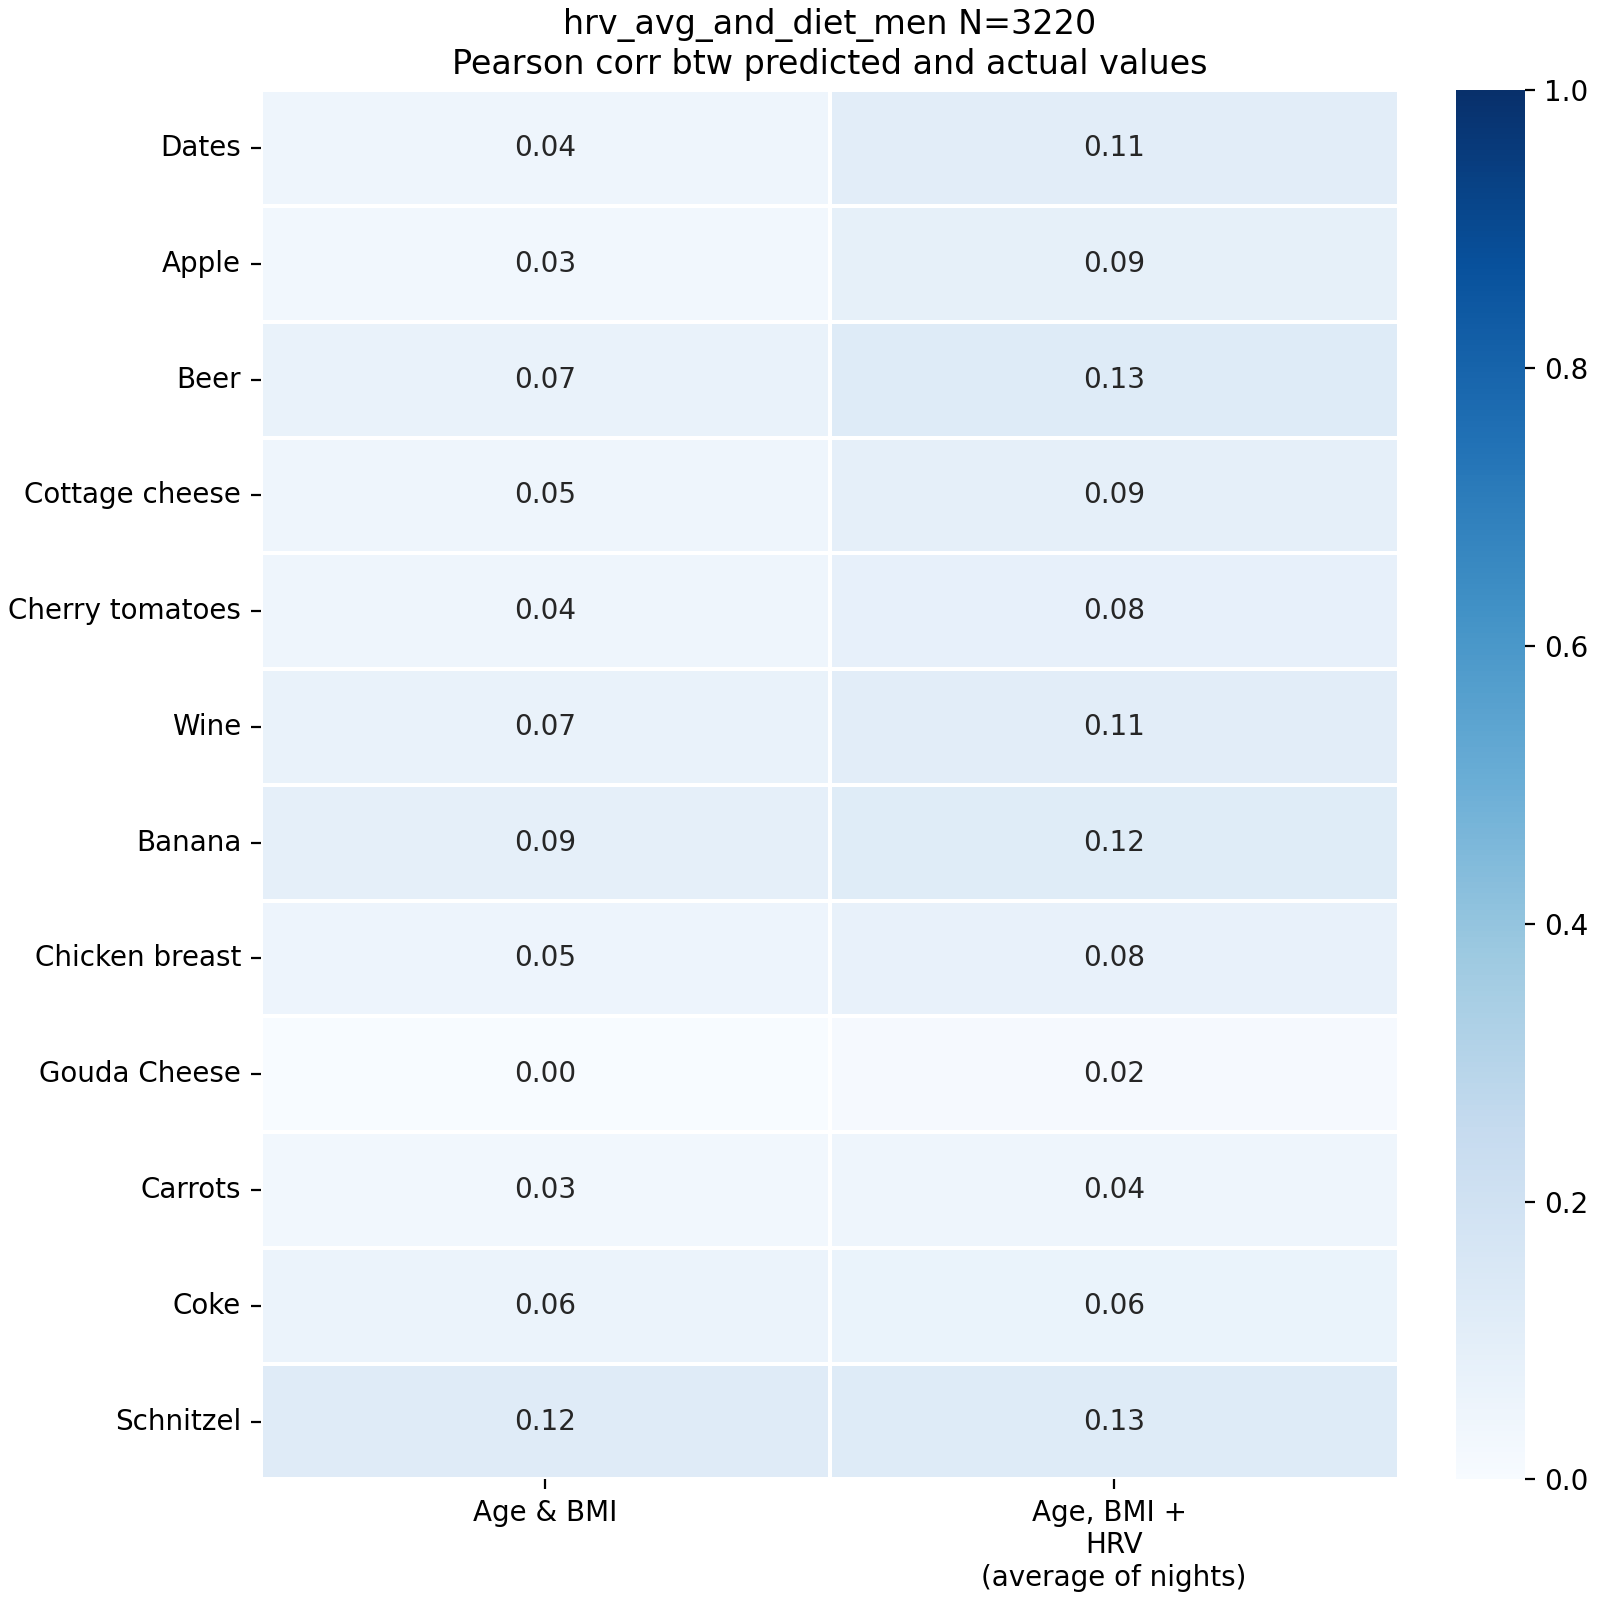 hrv_avg_and_diet_men N=3220
Pearson corr btw predicted and actual values
Dates 0.04 0.11
Apple 0.03 0.09
Beer 0.07 0.13
Cottage cheese 0.05 0.09
Cherry tomatoes 0.04 0.08
Wine 0.07 0.11
Banana 0.09 0.12
Chicken breast 0.05 0.08
Gouda Cheese 0.00 0.02
Carrots 0.03 0.04
Coke 0.06 0.06
Schnitzel 0.12 0.13
Age & BMI
Age, BMI +
HRV
(average of nights)
1.0
0.8
0.6
0.4
0.2
0.0